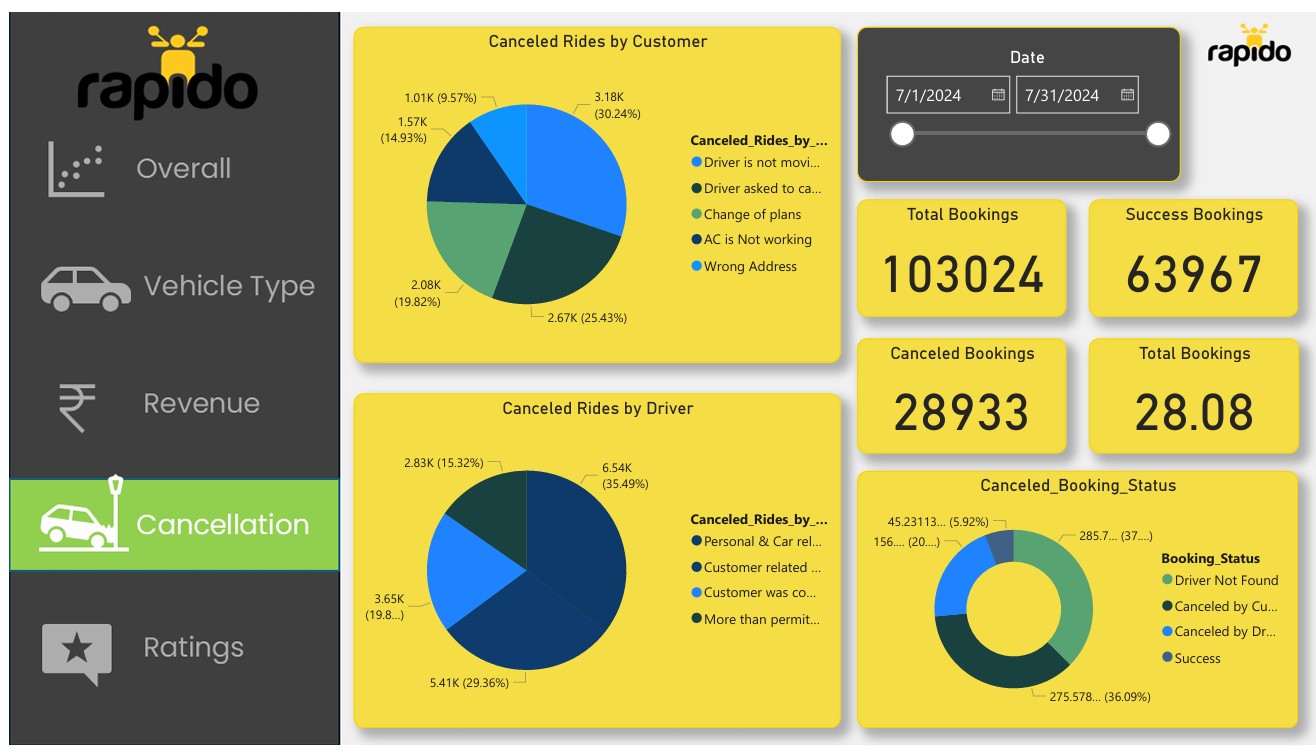 rapido
Overall
Vehicle Type
Revenue
Cancellation
Ratings
Canceled Rides by Customer
1.01K (9.57%)
3.18K
(30.24%)
1.57K
(14.93%)
2.08K
(19.82%)
2.67K (25.43%)
Canceled_Rides_by_...
Driver is not movi...
Driver asked to ca...
Change of plans
AC is Not working
Wrong Address
Canceled Rides by Driver
2.83K (15.32%)
6.54K
(35.49%)
3.65K
(19.8...)
5.41K (29.36%)
Canceled_Rides_by_...
Personal & Car rel...
Customer related ...
Customer was co...
More than permit...
Date
7/1/2024
7/31/2024
rapido
Total Bookings
103024
Success Bookings
63967
Canceled Bookings
28933
Total Bookings
28.08
Canceled_Booking_Status
45.23113... (5.92%)
156.... (20....)
285.7... (37....)
275.578... (36.09%)
Booking_Status
Driver Not Found
Canceled by Cu...
Canceled by Dr...
Success